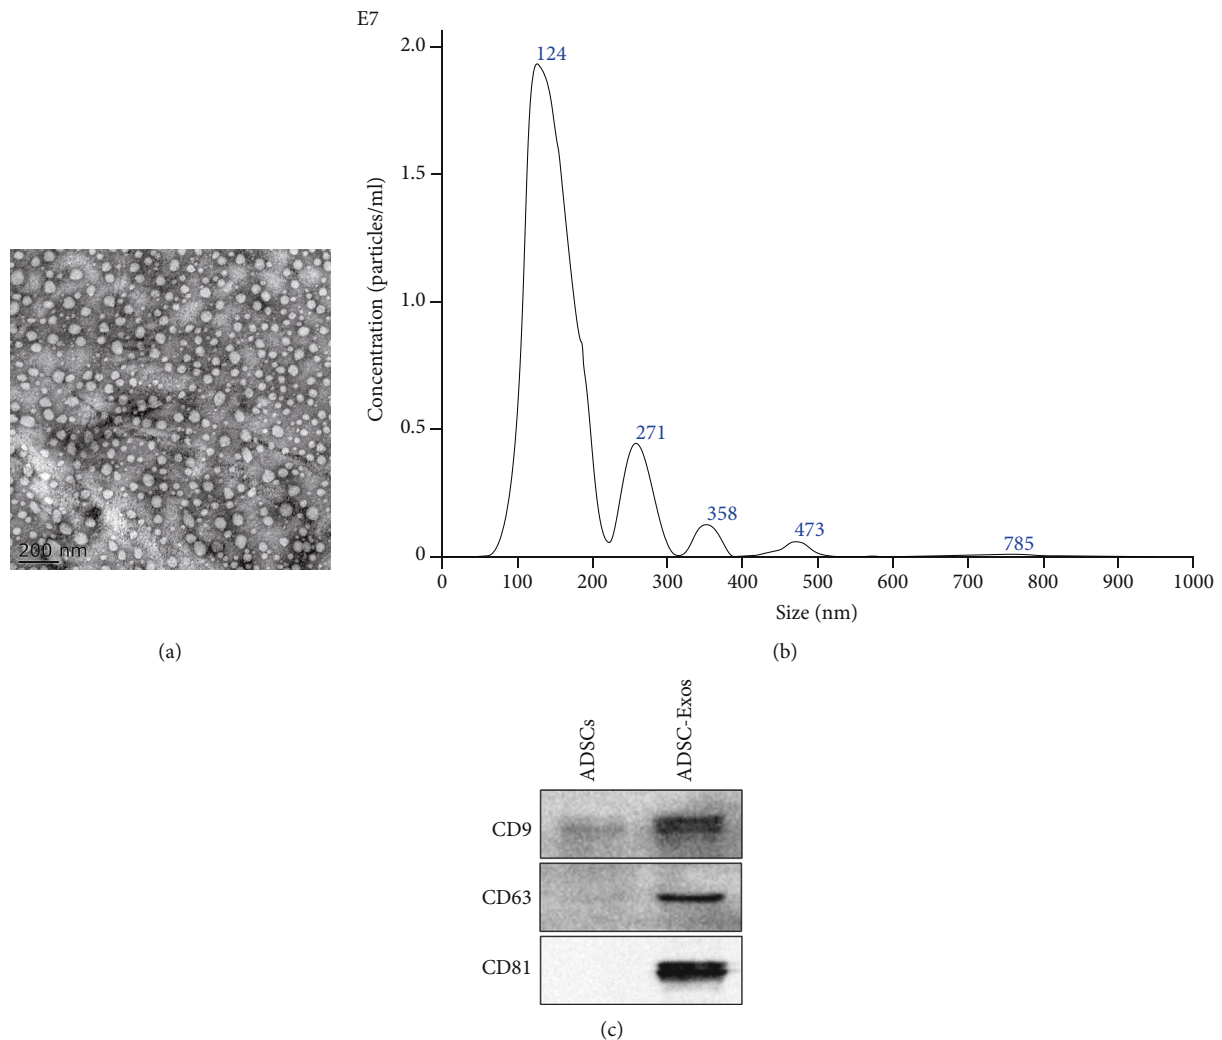 E7
2.0
1.5
1.0
0.5
0
Concentration (particles/ml)
124
271
358
473
785
0 100 200 300 400 500 600 700 800 900 1000
Size (nm)
200 nm
(a)
(b)
ADSCs
ADSC-Exos
CD9
CD63
CD81
(c)